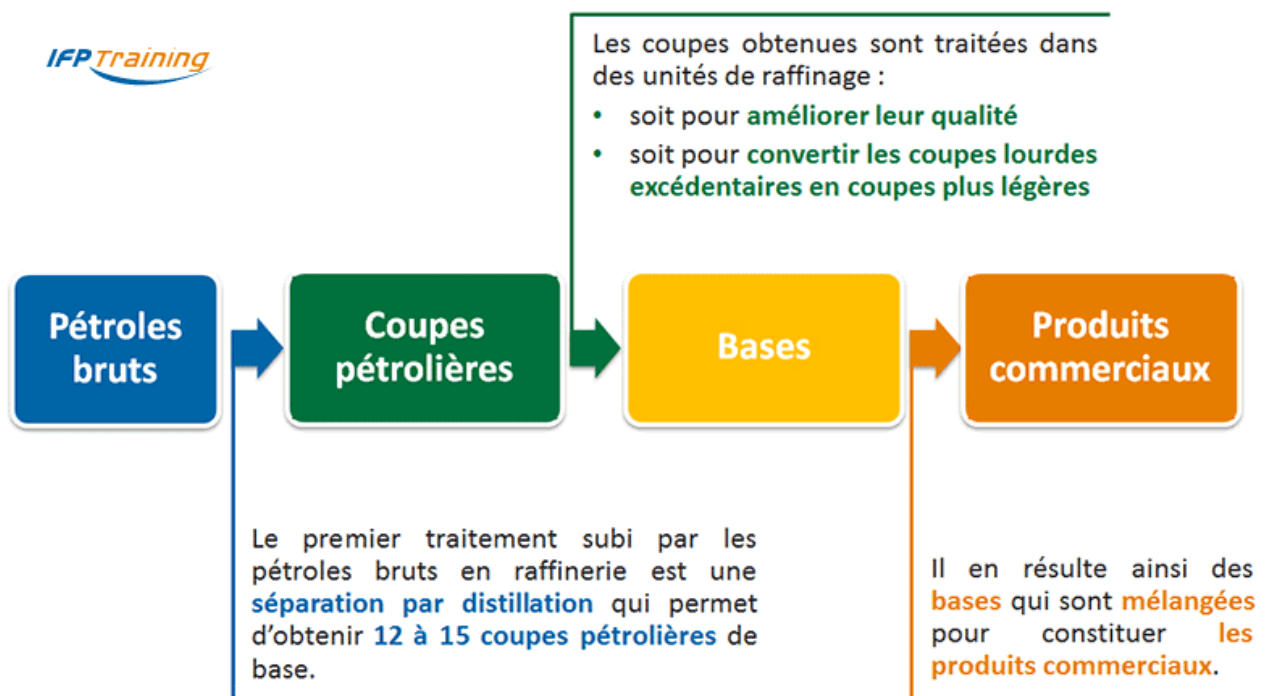 IFP Training
Les coupes obtenues sont traitées dans
des unités de raffinage :
• soit pour améliorer leur qualité
• soit pour convertir les coupes lourdes
excédentaires en coupes plus légères
Pétroles
bruts
Coupes
pétrolières
Bases
Produits
commerciaux
Le premier traitement subi par les
pétroles bruts en raffinerie est une
séparation par distillation qui permet
d’obtenir 12 à 15 coupes pétrolières de
base.
Il en résulte ainsi des
bases qui sont mélangées
pour constituer les
produits commerciaux.